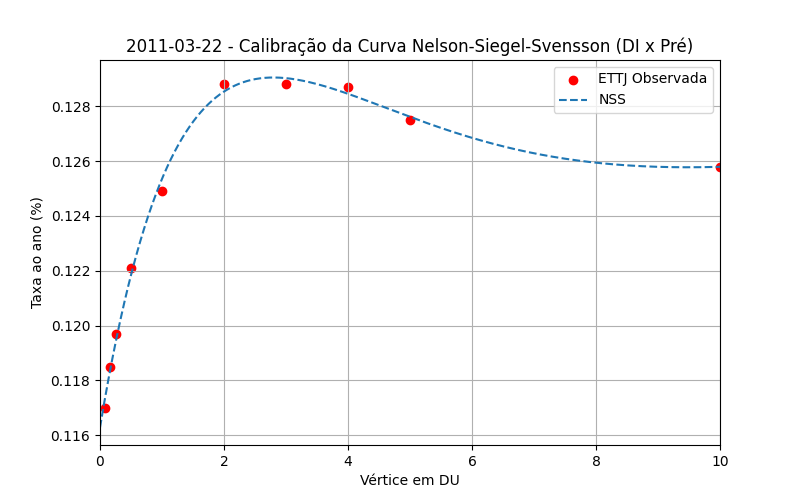 2011-03-22 - Calibração da Curva Nelson-Siegel-Svensson (DI x Pré)
ETTJ Observada
NSS
Taxa ao ano (%)
0.128
0.126
0.124
0.122
0.120
0.118
0.116
0 2 4 6 8 10
Vértice em DU